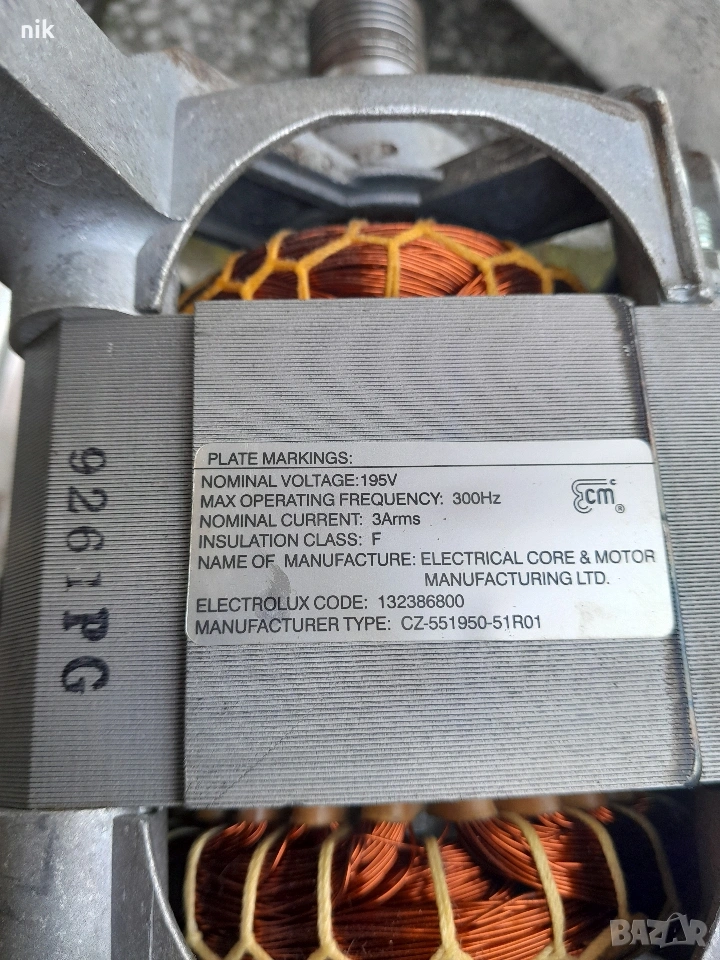 nik
PLATE MARKINGS:
NOMINAL VOLTAGE:195V
MAX OPERATING FREQUENCY: 300Hz
NOMINAL CURRENT: 3Arms
INSULATION CLASS: F
NAME OF MANUFACTURE: ELECTRICAL CORE & MOTOR
MANUFACTURING LTD.
ELECTROLUX CODE: 132386800
MANUFACTURER TYPE: CZ-551950-51R01
ecm c ®
9261PG
BAZAR